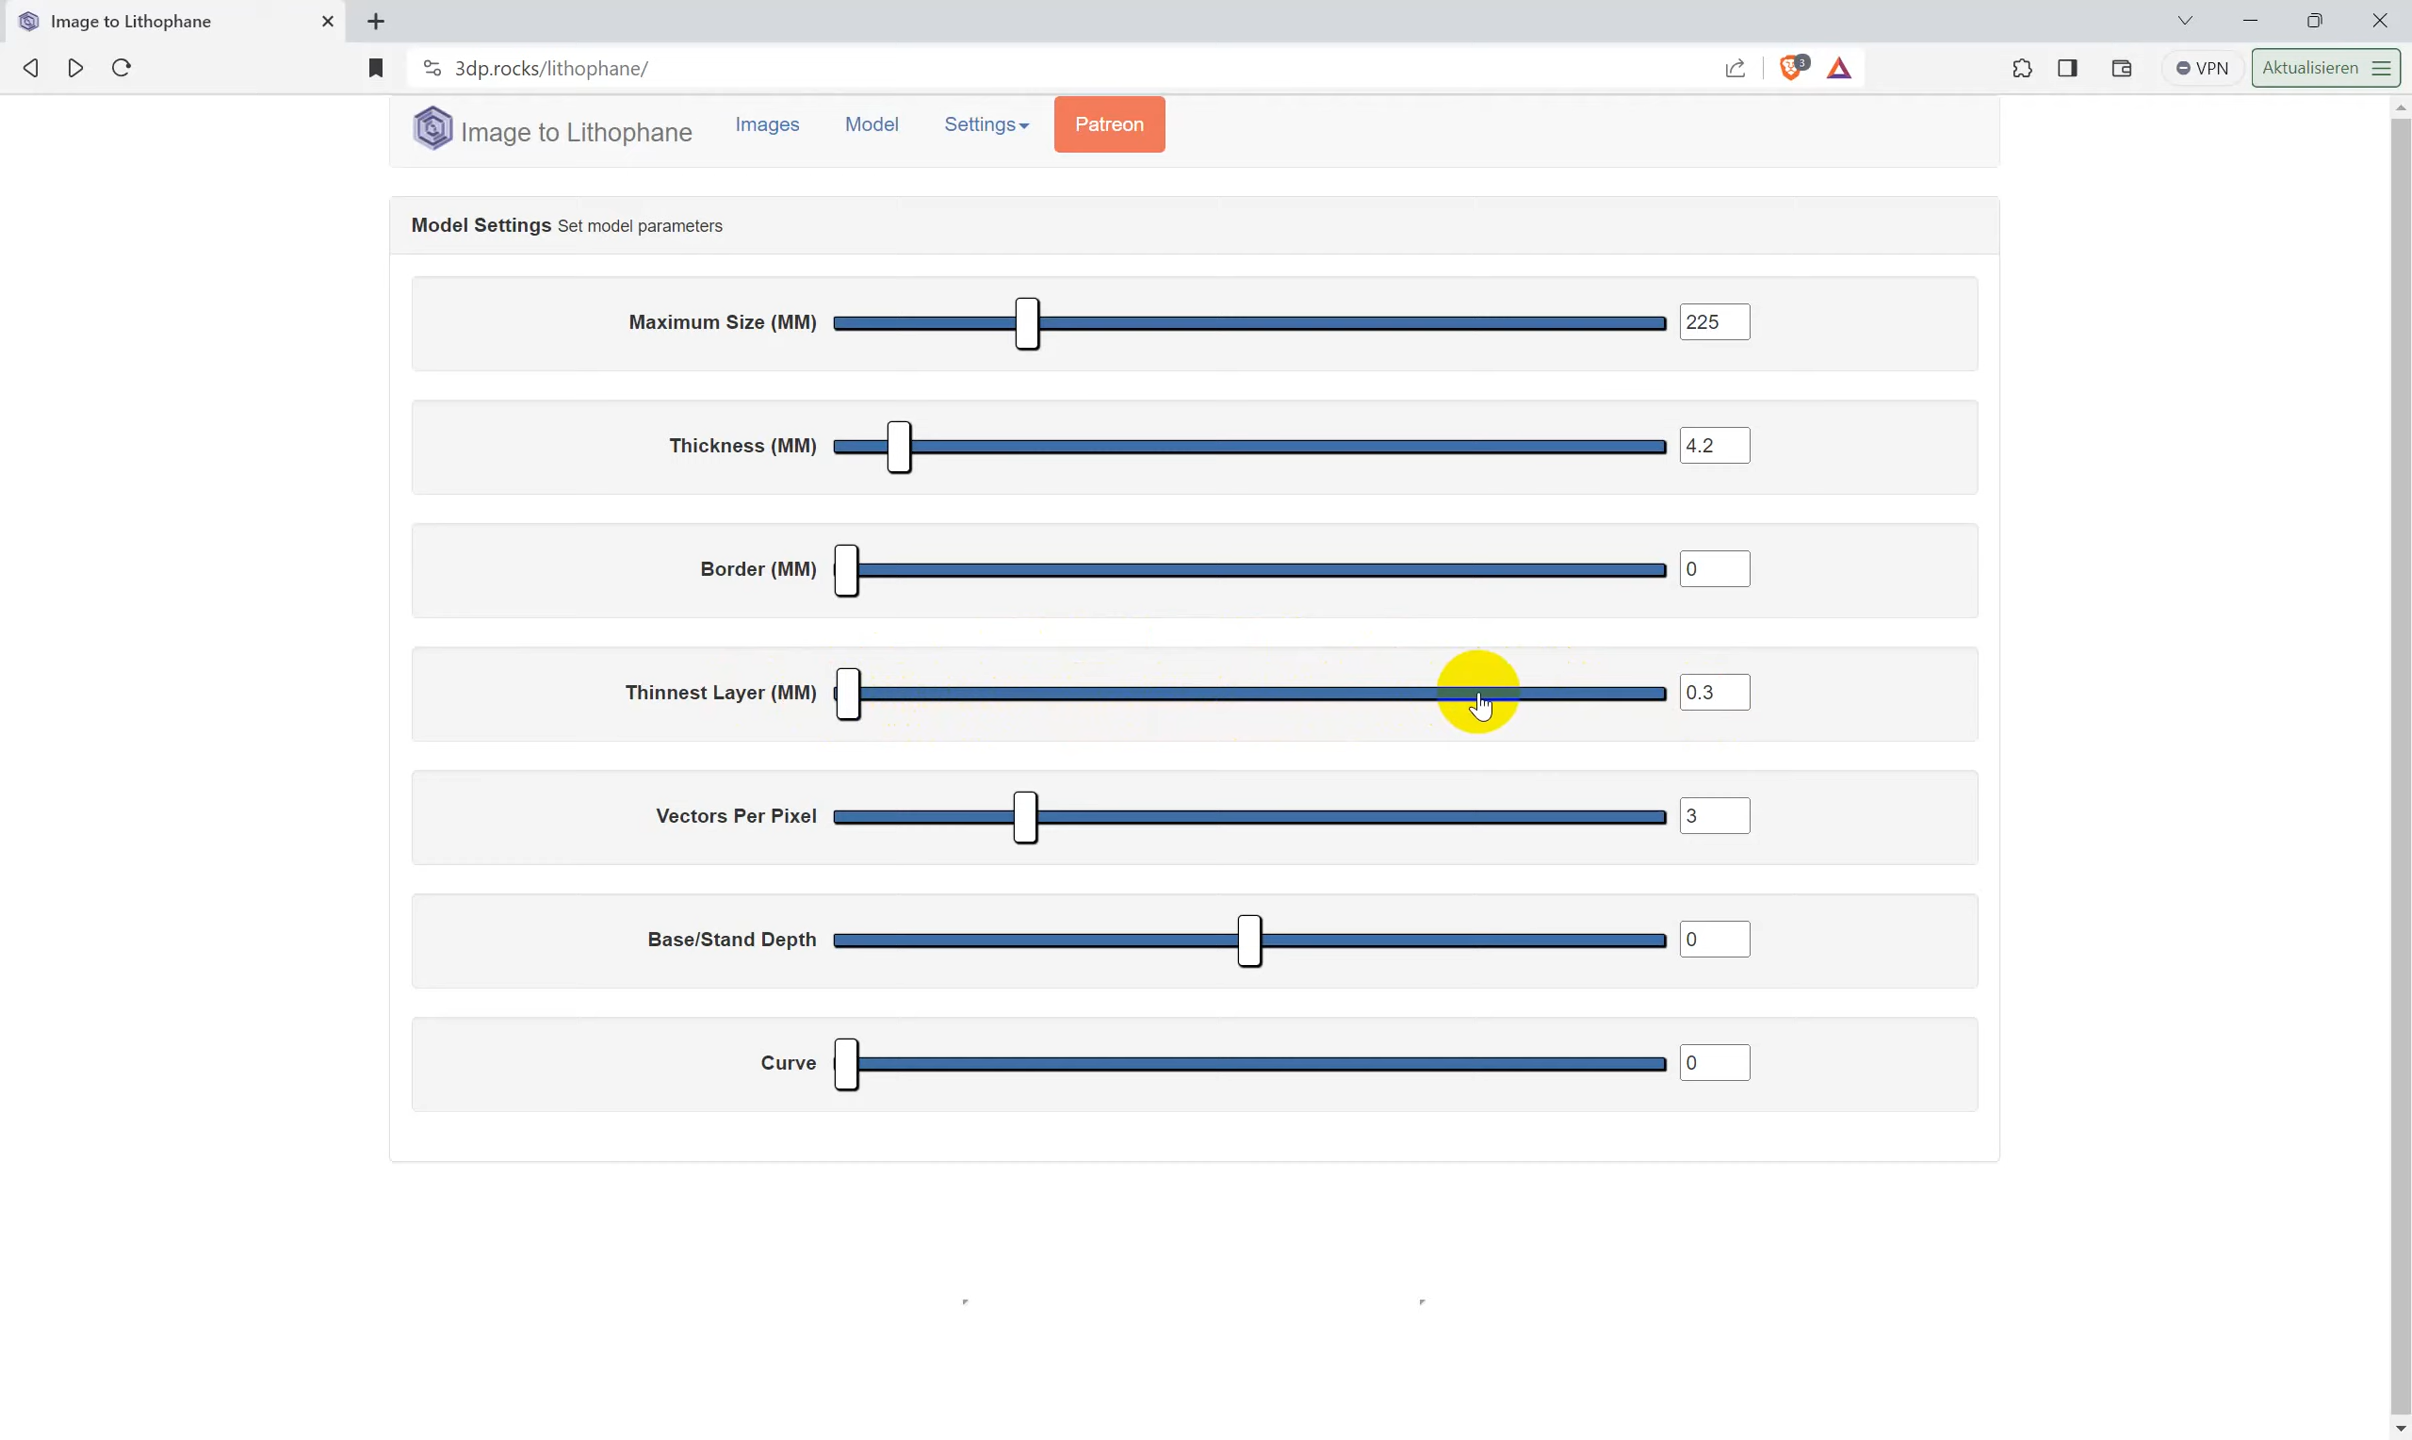 Image to Lithophane
3dp.rocks/lithophane/
3
VPN
Aktualisieren
Image to Lithophane
Images
Model
Settings
Patreon
Model Settings Set model parameters
Maximum Size (MM) 225
Thickness (MM) 4.2
Border (MM) 0
Thinnest Layer (MM) 0.3
Vectors Per Pixel 3
Base/Stand Depth 0
Curve 0